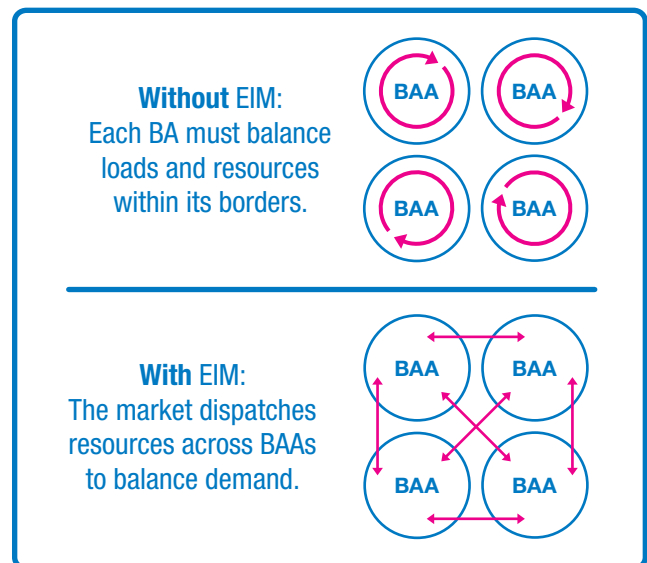 Without EIM:
Each BA must balance
loads and resources
within its borders.
BAA BAA
BAA BAA
With EIM:
The market dispatches
resources across BAAs
to balance demand.
BAA BAA
BAA BAA